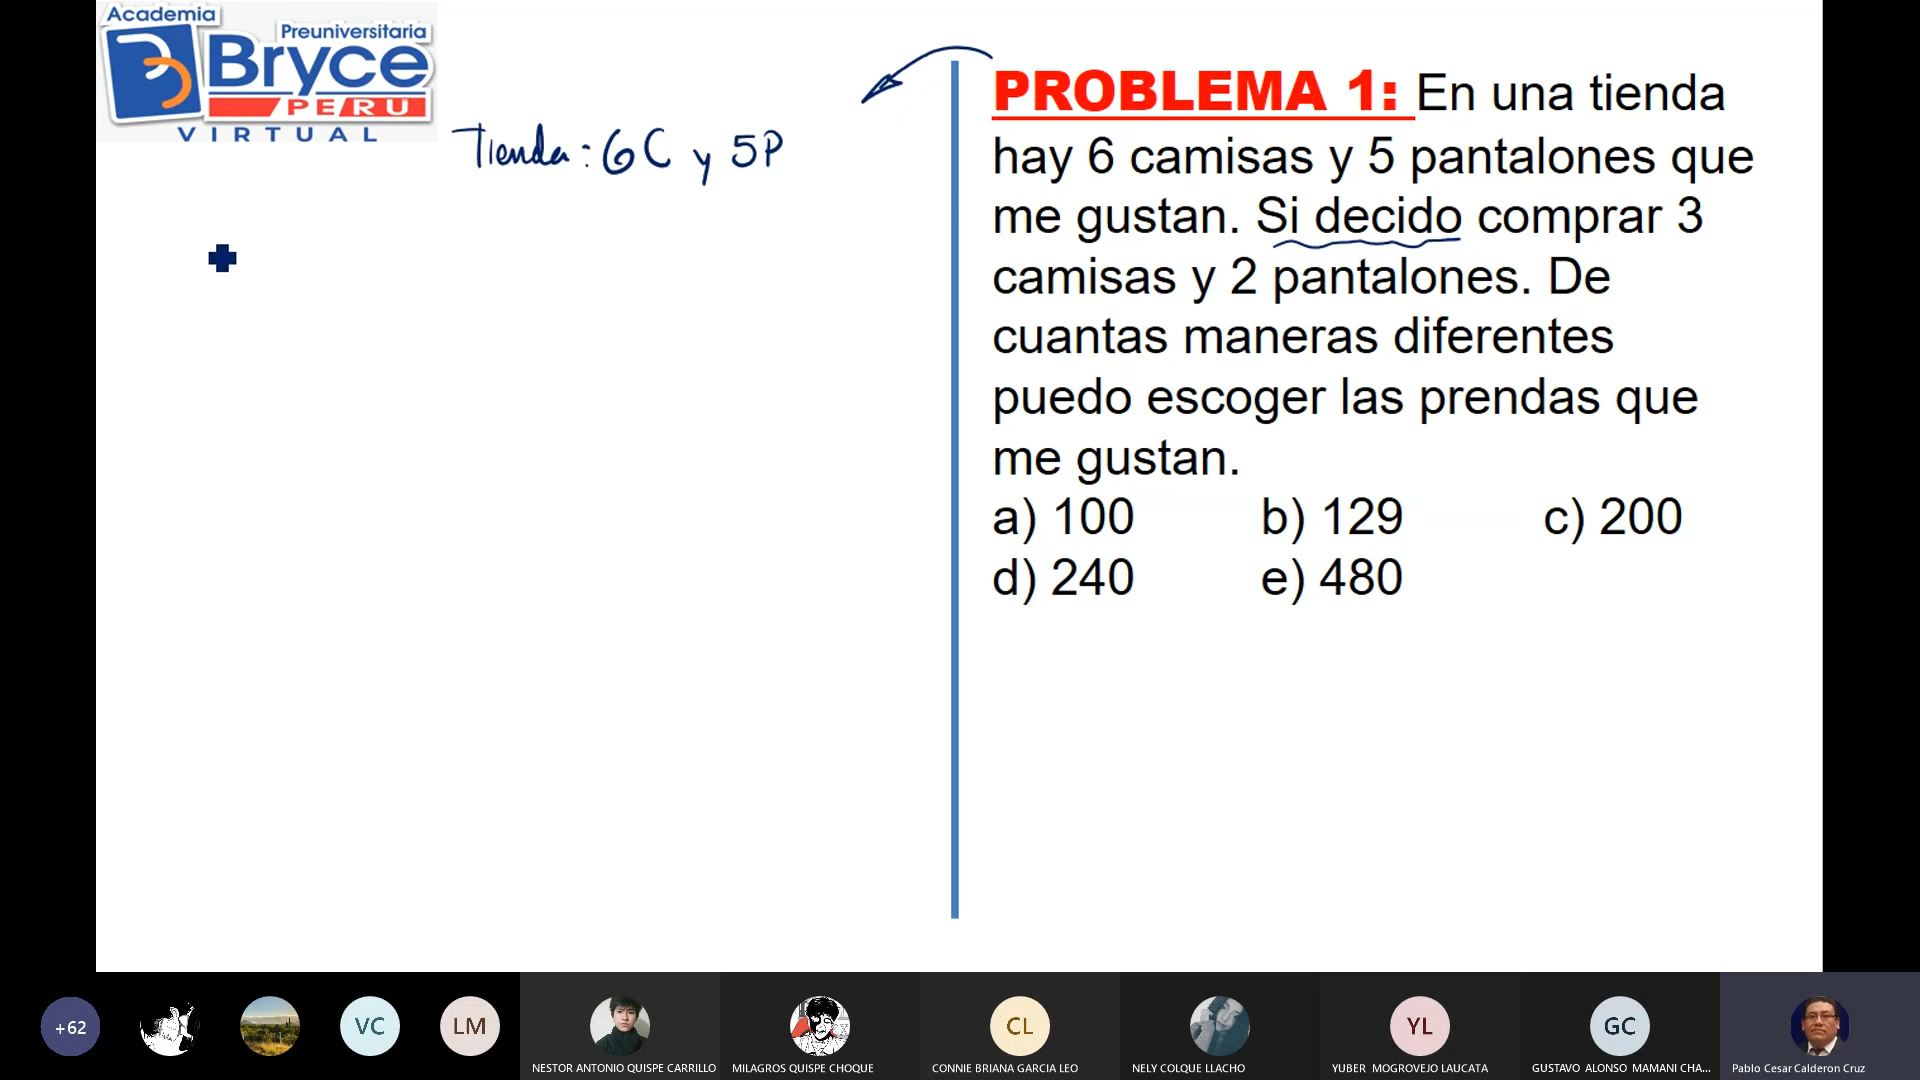 Academia
Preuniversitaria
Bryce
PERU
VIRTUAL
Tienda: 6C y 5P
PROBLEMA 1: En una tienda
hay 6 camisas y 5 pantalones que
me gustan. Si decido comprar 3
camisas y 2 pantalones. De
cuantas maneras diferentes
puedo escoger las prendas que
me gustan.
a) 100 b) 129 c) 200
d) 240 e) 480
+62
VC
LM
CL
YL
GC
NESTOR ANTONIO QUISPE CARRILLO
MILAGROS QUISPE CHOQUE
CONNIE BRIANA GARCIA LEO
NELY COLQUE LLACHO
YUBER MOGROVEJO LAUCATA
GUSTAVO ALONSO MAMANI CHA...
Pablo Cesar Calderon Cruz